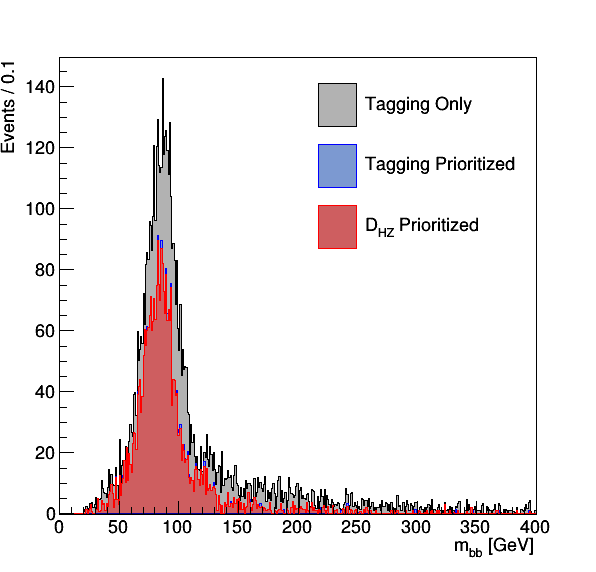 Events / 0.1
140
120
100
80
60
40
20
0
Tagging Only
Tagging Prioritized
D_HZ Prioritized
0 50 100 150 200 250 300 350 400
m_bb [GeV]